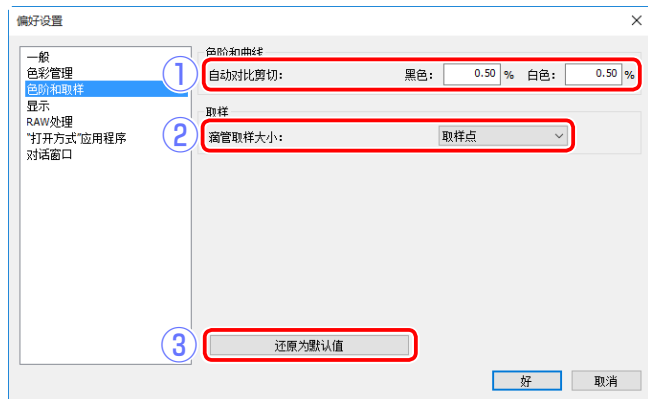 偏好设置
一般
色彩管理
色阶和取样
显示
RAW处理
"打开方式"应用程序
对话窗口
色阶和曲线
① 自动对比剪切： 黑色： 0.50 % 白色： 0.50 %
取样
② 滴管取样大小： 取样点
③ 还原为默认值
好 取消